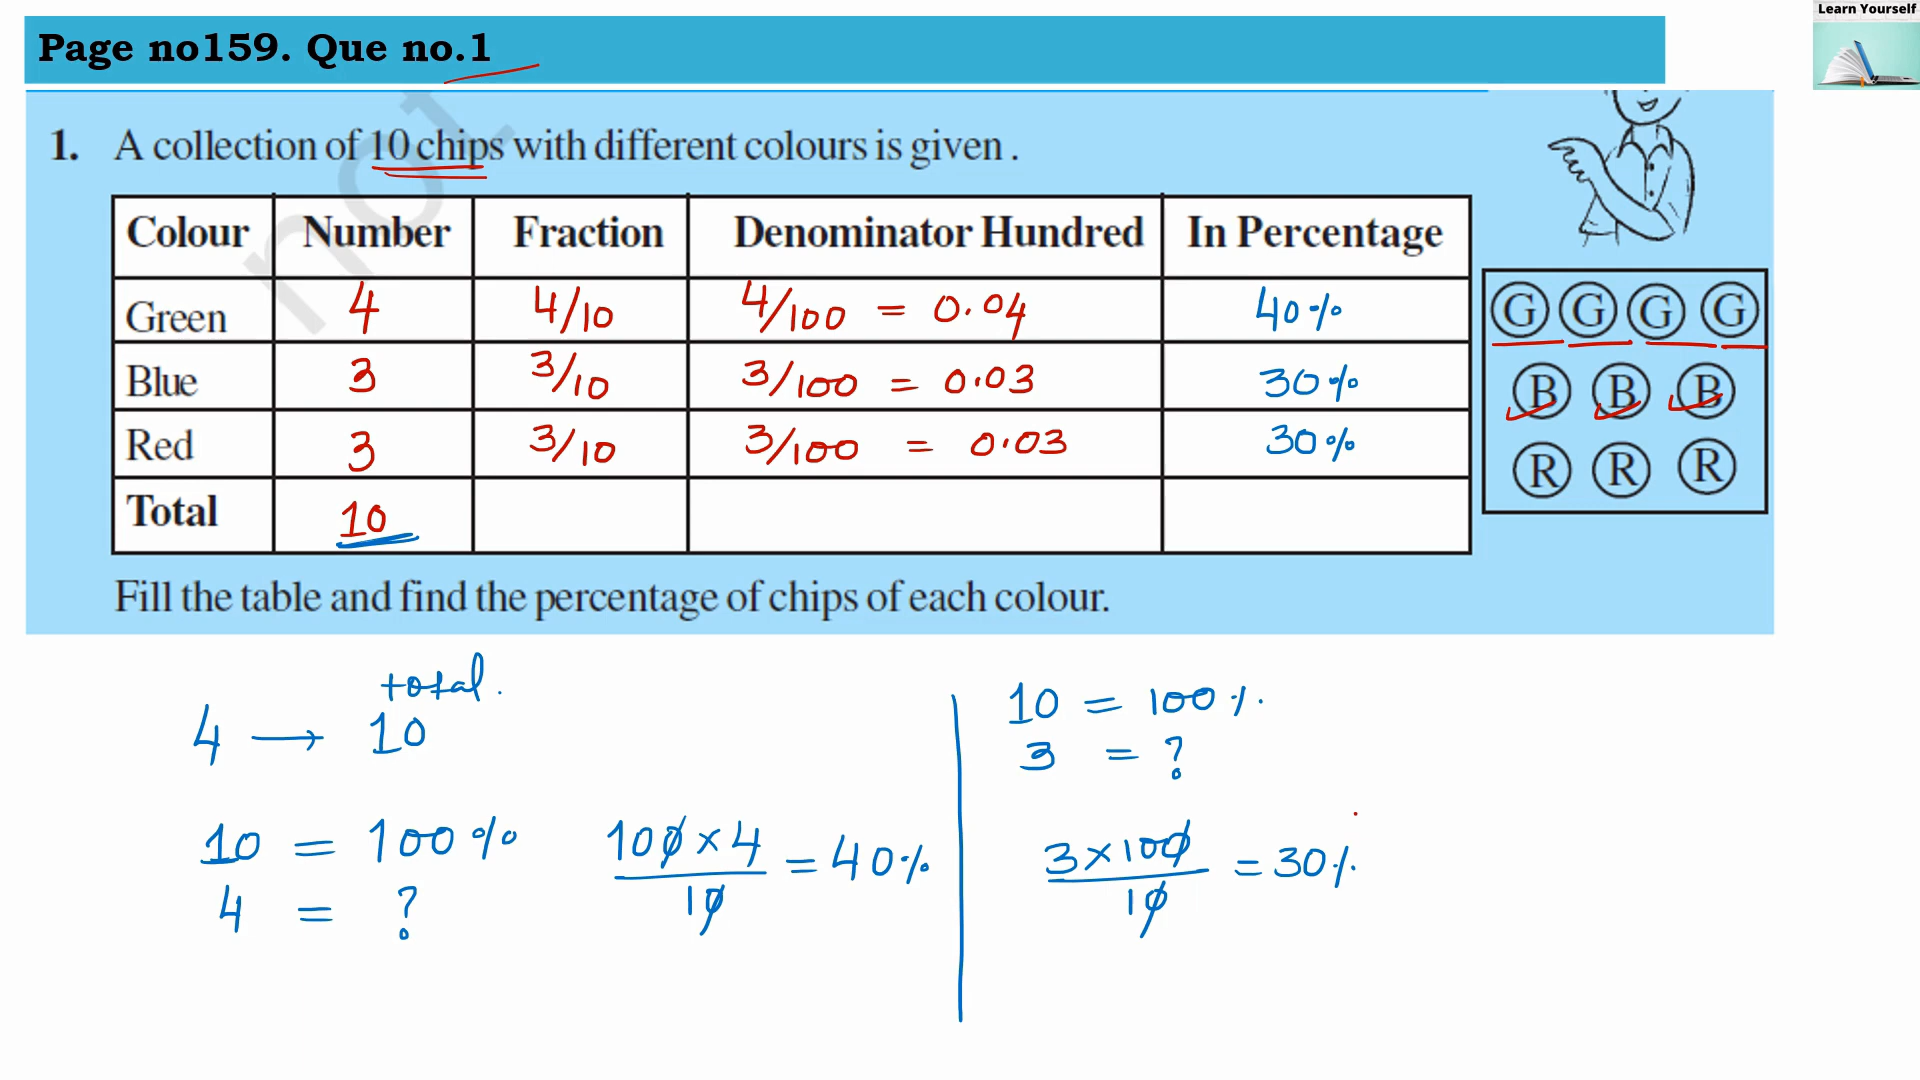 Learn Yourself
Page no159. Que no.1
not
1. A collection of 10 chips with different colours is given .
Colour Number Fraction Denominator Hundred In Percentage
Green 4 4/10 4/100 = 0.04 40%
Blue 3 3/10 3/100 = 0.03 30%
Red 3 3/10 3/100 = 0.03 30%
Total 10
G G G G
B B B
R R R
Fill the table and find the percentage of chips of each colour.
total.
4 → 10
10 = 100%
4 = ?
100 × 4 / 10 = 40%
10 = 100%
3 = ?
3 × 100 / 10 = 30%